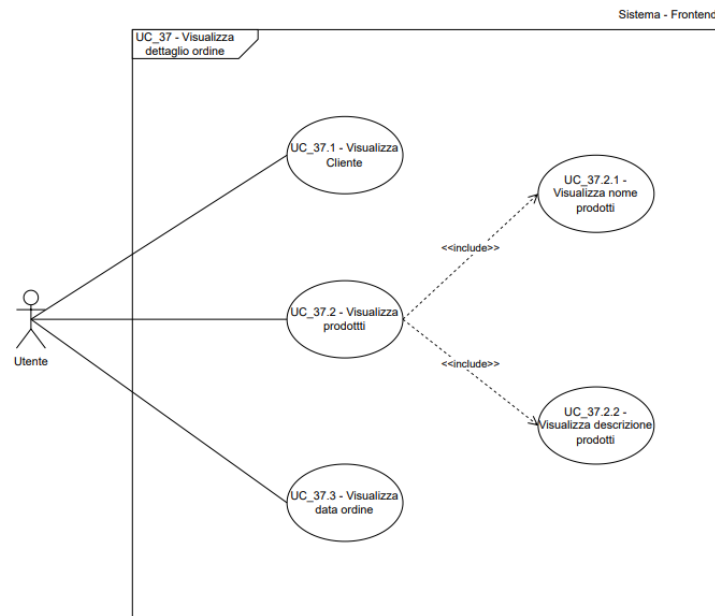 Sistema - Frontend
UC_37 - Visualizza
dettaglio ordine
UC_37.1 - Visualizza
Cliente
UC_37.2.1 -
Visualizza nome
prodotti
<<include>>
UC_37.2 - Visualizza
prodottti
Utente
<<include>>
UC_37.2.2 -
Visualizza descrizione
prodotti
UC_37.3 - Visualizza
data ordine